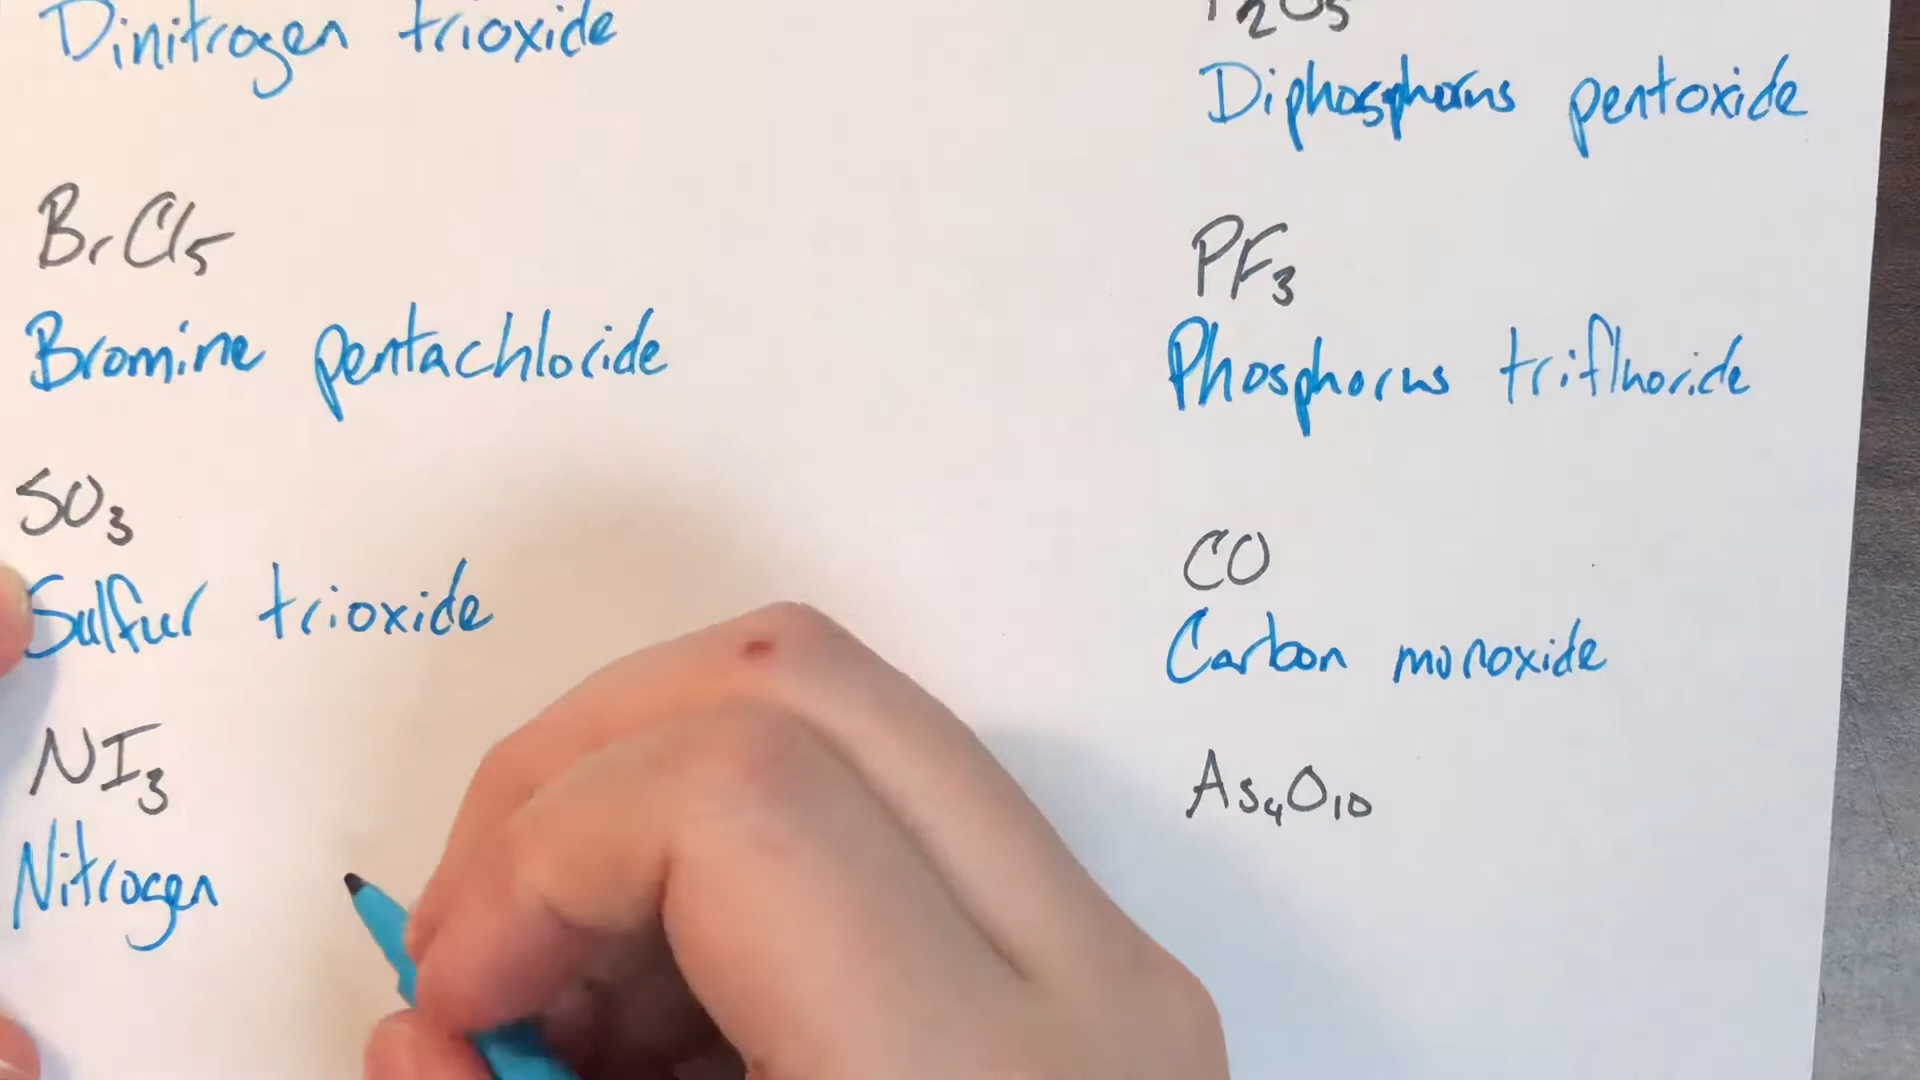 Dinitrogen trioxide
BrCl5
Bromine pentachloride
SO3
Sulfur trioxide
NI3
Nitrogen
P2O5
Diphosphorus pentoxide
PF3
Phosphorus trifluoride
CO
Carbon monoxide
As4O10